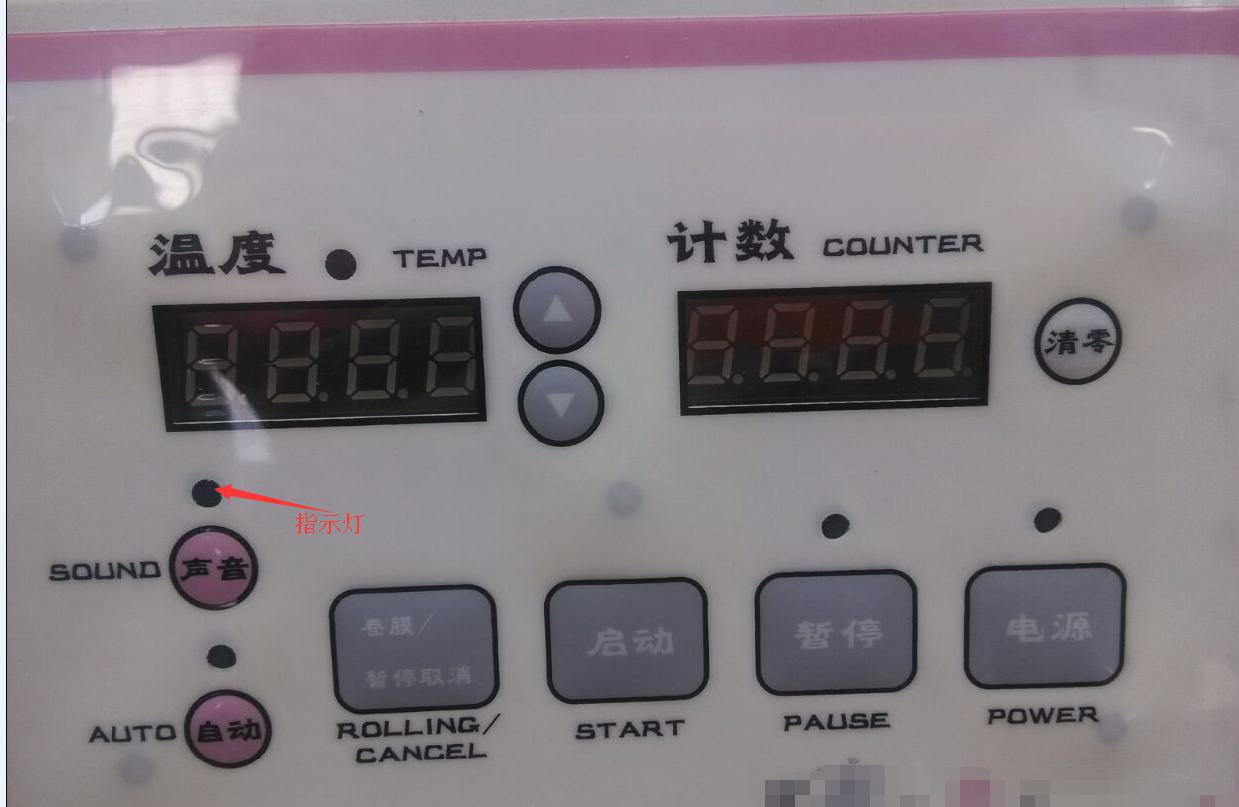 温度 TEMP
计数 COUNTER
清零
指示灯
SOUND 声音
卷膜/
暂停取消
启动
暂停
电源
AUTO 自动
ROLLING/
CANCEL
START
PAUSE
POWER